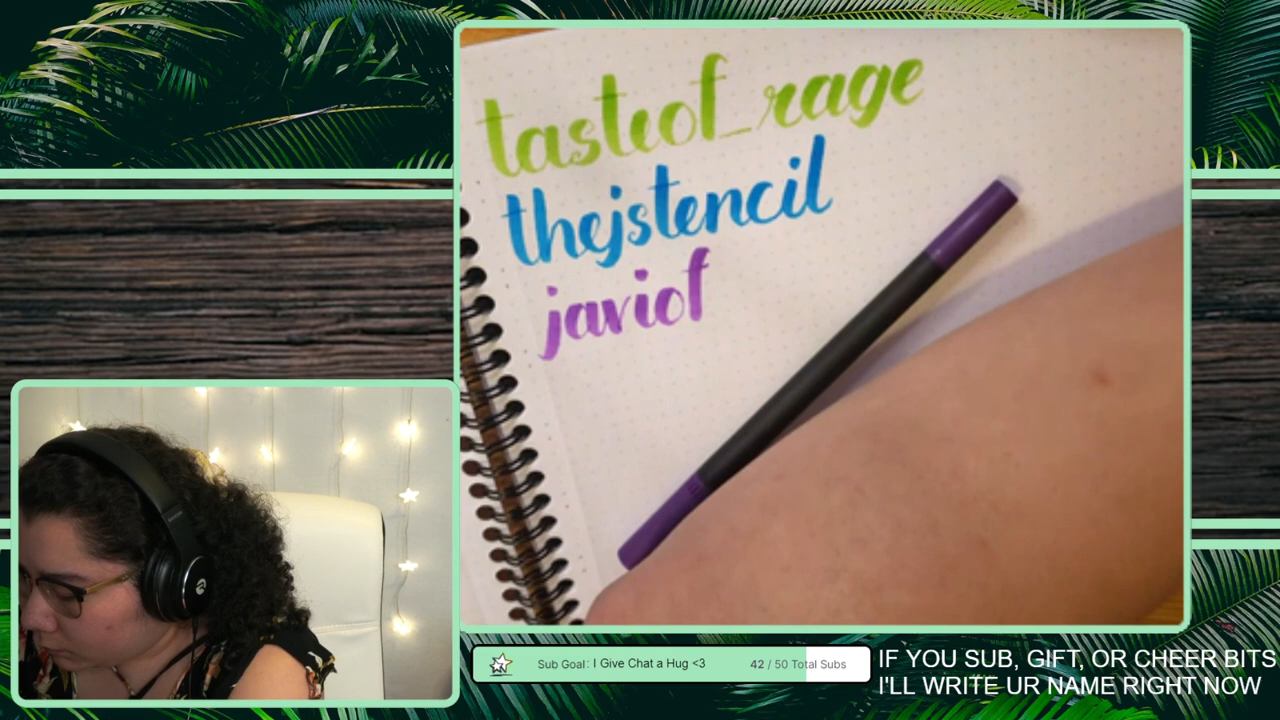 tasteof_rage
thejstencil
javiof
Sub Goal: I Give Chat a Hug <3
42 / 50 Total Subs
IF YOU SUB, GIFT, OR CHEER BITS
I'LL WRITE UR NAME RIGHT NOW